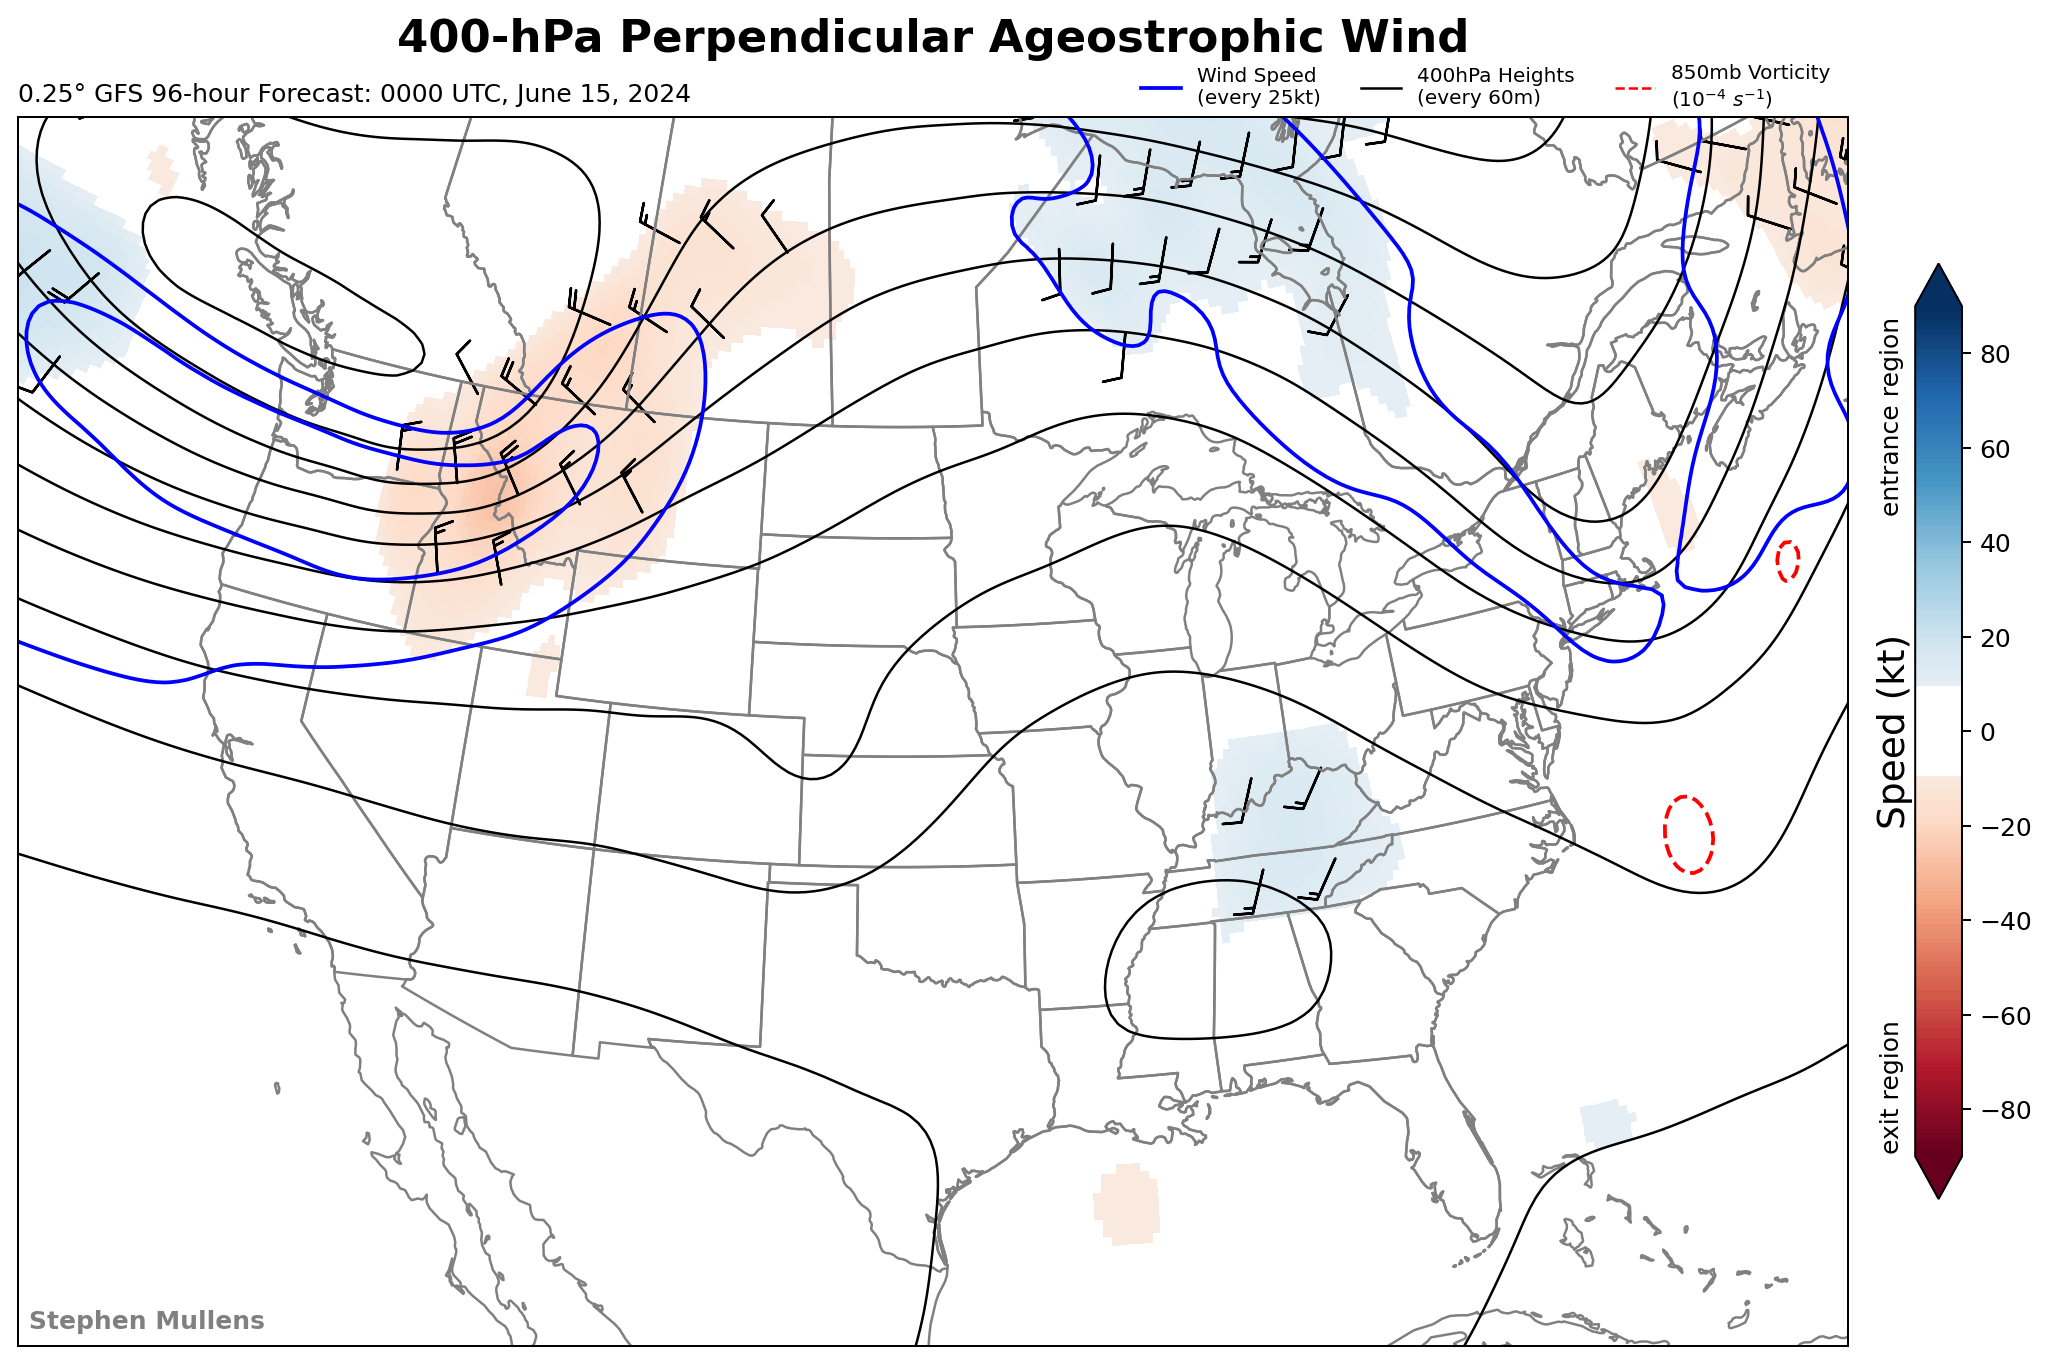 400-hPa Perpendicular Ageostrophic Wind
0.25° GFS 96-hour Forecast: 0000 UTC, June 15, 2024
Wind Speed
(every 25kt)
400hPa Heights
(every 60m)
850mb Vorticity
(10⁻⁴ s⁻¹)
entrance region
exit region
Speed (kt)
80
60
40
20
0
−20
−40
−60
−80
Stephen Mullens